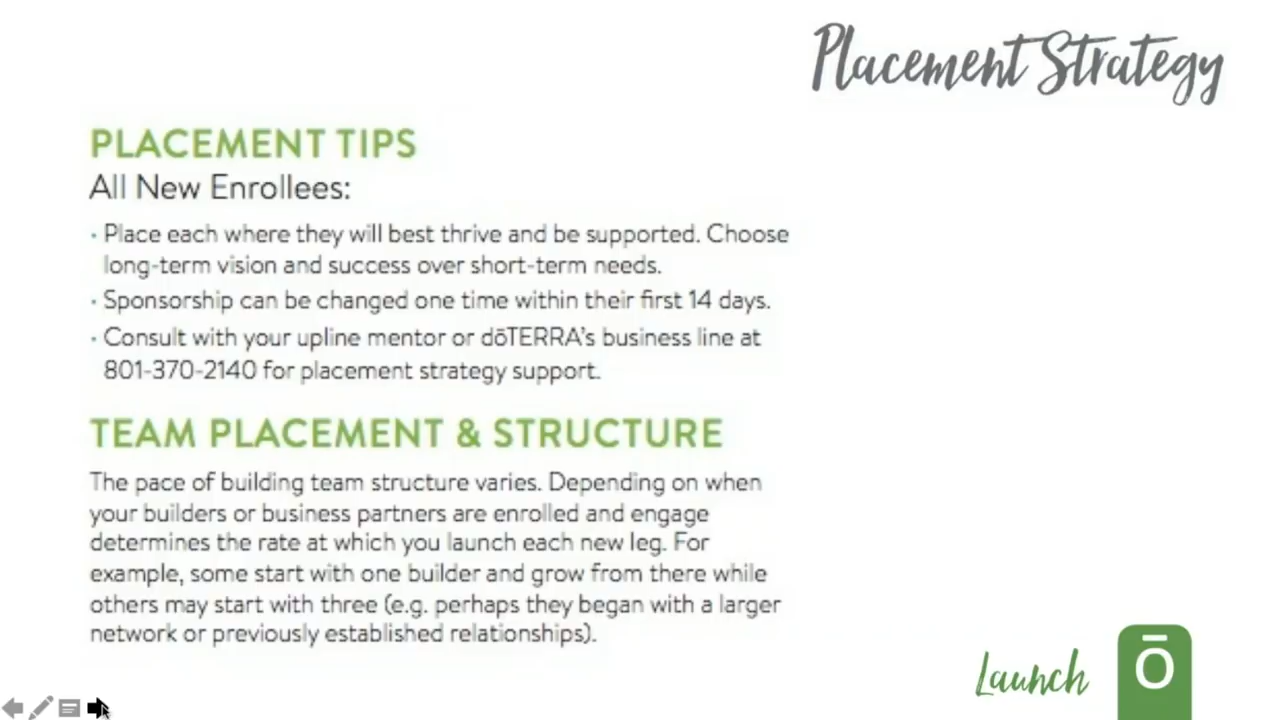 Placement Strategy
PLACEMENT TIPS
All New Enrollees:
· Place each where they will best thrive and be supported. Choose
long-term vision and success over short-term needs.
· Sponsorship can be changed one time within their first 14 days.
· Consult with your upline mentor or dōTERRA's business line at
801-370-2140 for placement strategy support.
TEAM PLACEMENT & STRUCTURE
The pace of building team structure varies. Depending on when
your builders or business partners are enrolled and engage
determines the rate at which you launch each new leg. For
example, some start with one builder and grow from there while
others may start with three (e.g. perhaps they began with a larger
network or previously established relationships).
Launch
ō